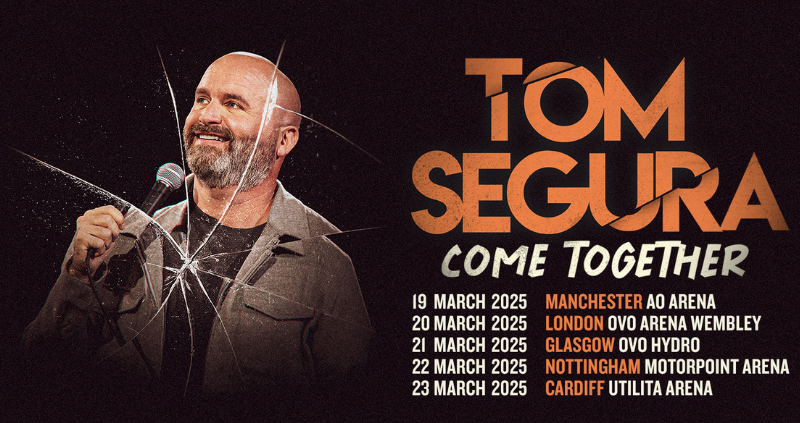 TOM
SEGURA
COME TOGETHER
19 MARCH 2025 MANCHESTER AO ARENA
20 MARCH 2025 LONDON OVO ARENA WEMBLEY
21 MARCH 2025 GLASGOW OVO HYDRO
22 MARCH 2025 NOTTINGHAM MOTORPOINT ARENA
23 MARCH 2025 CARDIFF UTILITA ARENA